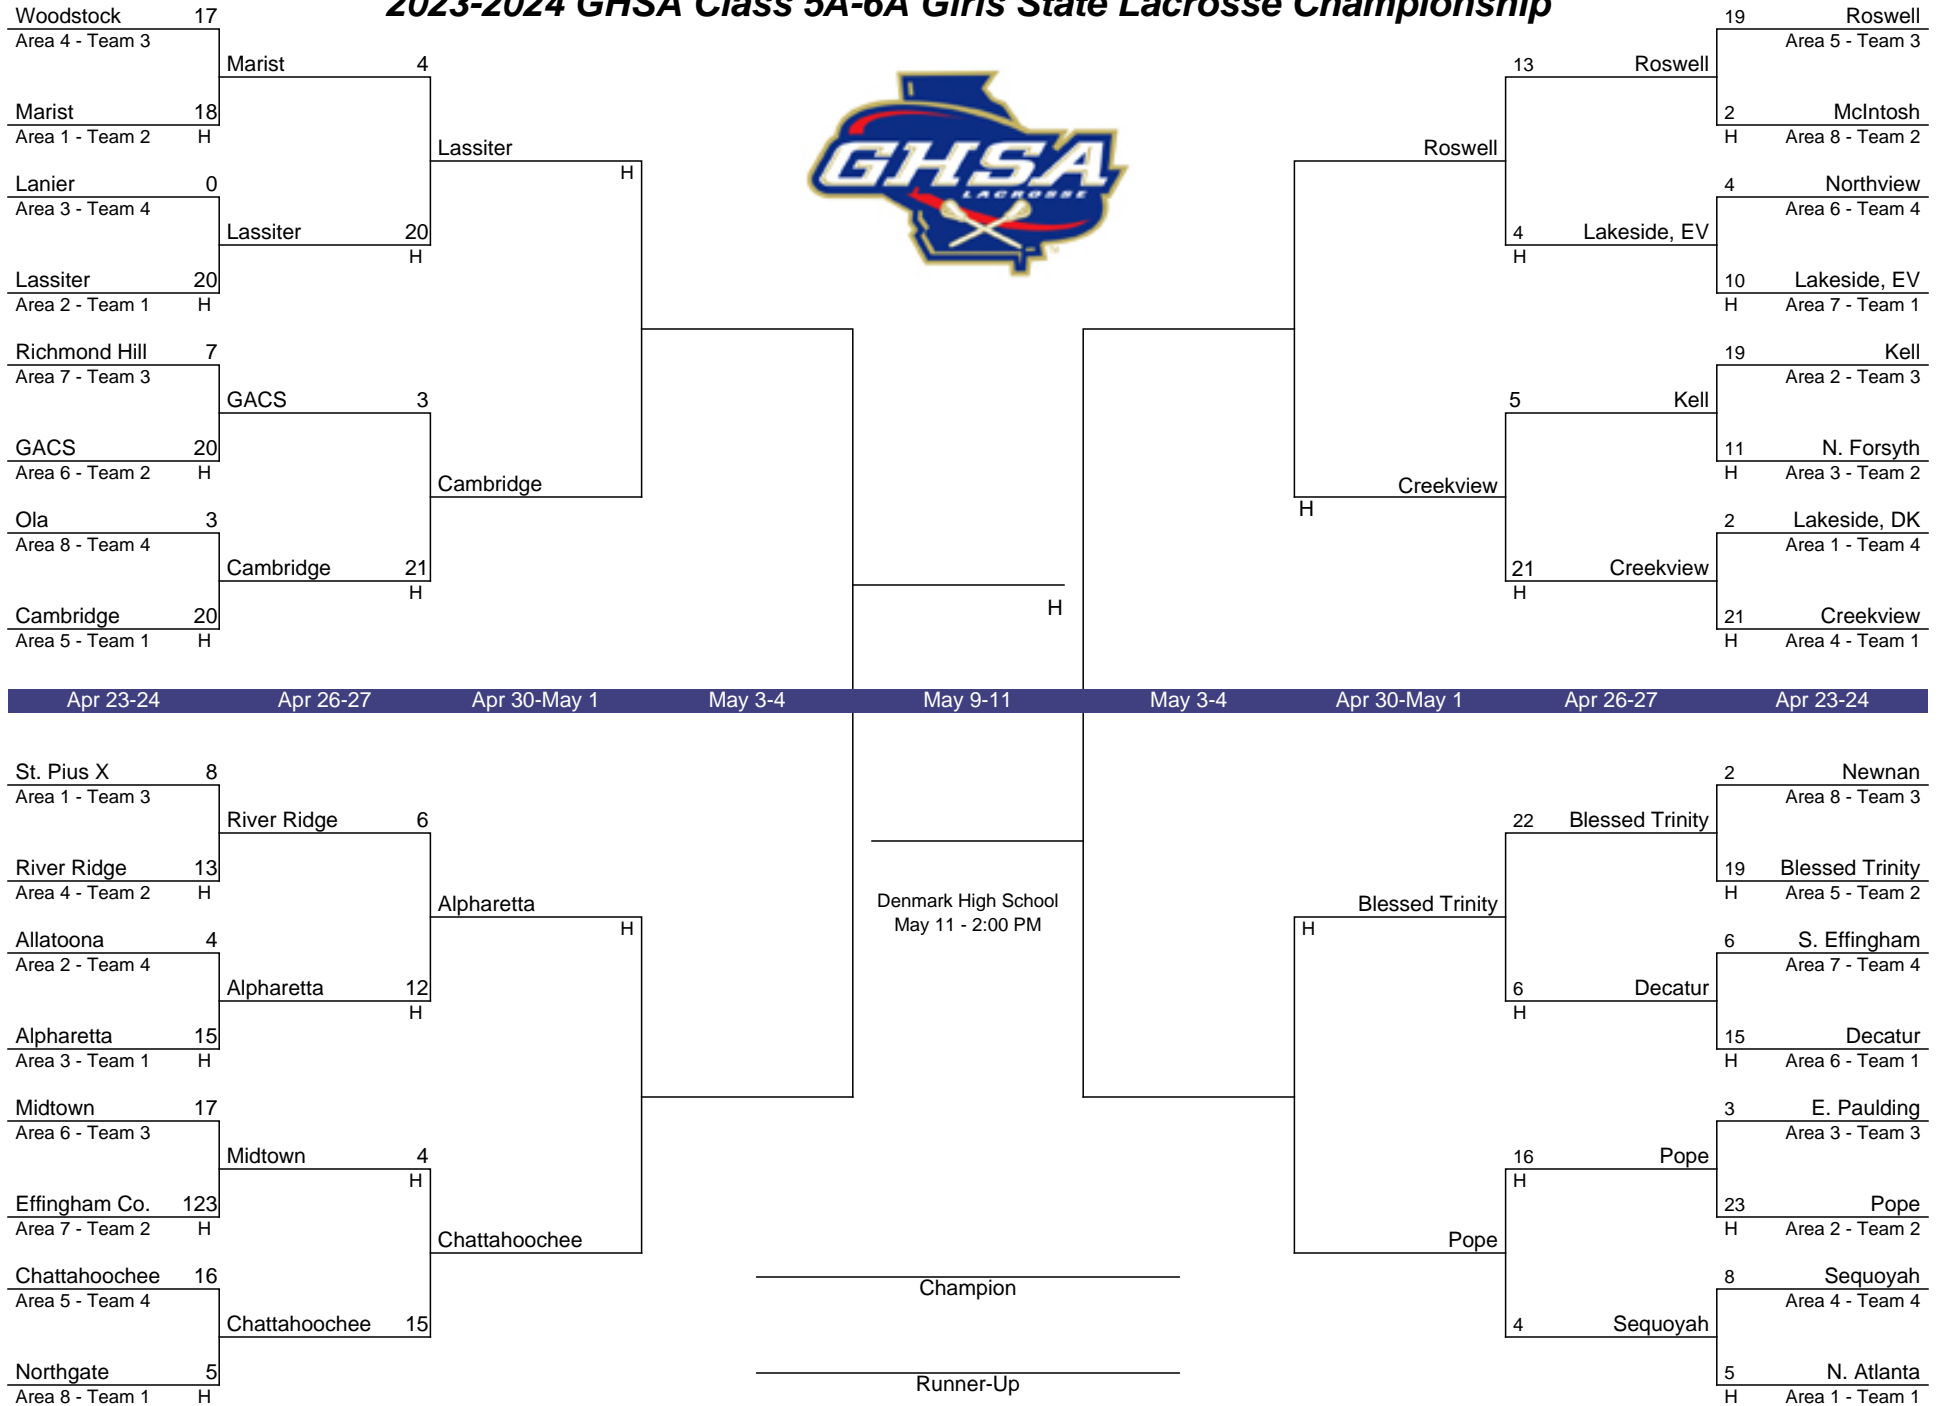 2023-2024 GHSA Class 5A-6A Girls State Lacrosse Championship
GHSA
LACROSSE
Woodstock 17
Area 4 - Team 3
Marist 18
Area 1 - Team 2 H
Lanier 0
Area 3 - Team 4
Lassiter 20
Area 2 - Team 1 H
Richmond Hill 7
Area 7 - Team 3
GACS 20
Area 6 - Team 2 H
Ola 3
Area 8 - Team 4
Cambridge 20
Area 5 - Team 1 H
Marist 4
Lassiter 20
H
GACS 3
Cambridge 21
H
Lassiter
H
Cambridge
H
Roswell
Creekview
H
13 Roswell
4 Lakeside, EV
H
5 Kell
21 Creekview
H
19 Roswell
Area 5 - Team 3
2 McIntosh
H Area 8 - Team 2
4 Northview
Area 6 - Team 4
10 Lakeside, EV
H Area 7 - Team 1
19 Kell
Area 2 - Team 3
11 N. Forsyth
H Area 3 - Team 2
2 Lakeside, DK
Area 1 - Team 4
21 Creekview
H Area 4 - Team 1
Apr 23-24 Apr 26-27 Apr 30-May 1 May 3-4 May 9-11 May 3-4 Apr 30-May 1 Apr 26-27 Apr 23-24
St. Pius X 8
Area 1 - Team 3
River Ridge 13
Area 4 - Team 2 H
Allatoona 4
Area 2 - Team 4
Alpharetta 15
Area 3 - Team 1 H
Midtown 17
Area 6 - Team 3
Effingham Co. 123
Area 7 - Team 2 H
Chattahoochee 16
Area 5 - Team 4
Northgate 5
Area 8 - Team 1 H
River Ridge 6
Alpharetta 12
H
Midtown 4
H
Chattahoochee 15
Alpharetta
H
Chattahoochee
Denmark High School
May 11 - 2:00 PM
Champion
Runner-Up
Blessed Trinity
H
Pope
22 Blessed Trinity
6 Decatur
H
16 Pope
H
4 Sequoyah
2 Newnan
Area 8 - Team 3
19 Blessed Trinity
H Area 5 - Team 2
6 S. Effingham
Area 7 - Team 4
15 Decatur
H Area 6 - Team 1
3 E. Paulding
Area 3 - Team 3
23 Pope
H Area 2 - Team 2
8 Sequoyah
Area 4 - Team 4
5 N. Atlanta
H Area 1 - Team 1